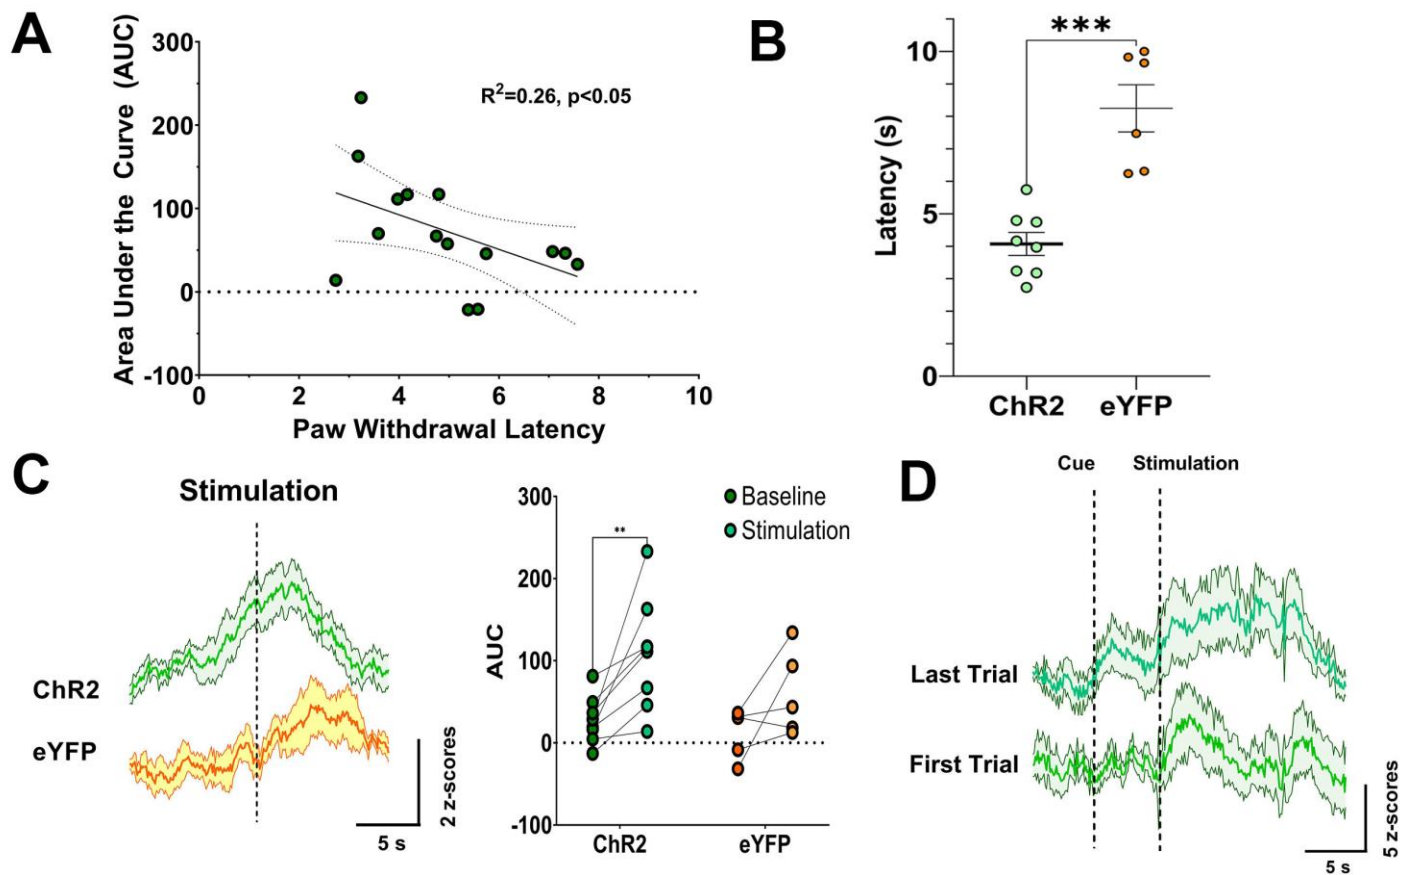 A
Area Under the Curve (AUC)
300
200
100
0
-100
R²=0.26, p<0.05
0 2 4 6 8 10
Paw Withdrawal Latency
B
Latency (s)
10
5
0
***
ChR2 eYFP
C
Stimulation
ChR2
eYFP
2 z-scores
5 s
AUC
300
200
100
0
-100
**
Baseline
Stimulation
ChR2 eYFP
D
Cue Stimulation
Last Trial
First Trial
5 z-scores
5 s